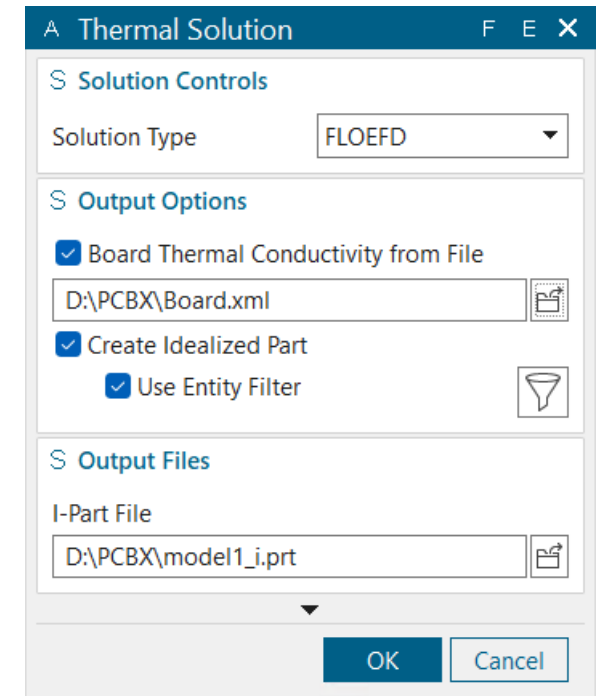 A Thermal Solution F E
S Solution Controls
Solution Type FLOEFD
S Output Options
Board Thermal Conductivity from File
D:\PCBX\Board.xml
Create Idealized Part
Use Entity Filter
S Output Files
I-Part File
D:\PCBX\model1_i.prt
OK Cancel